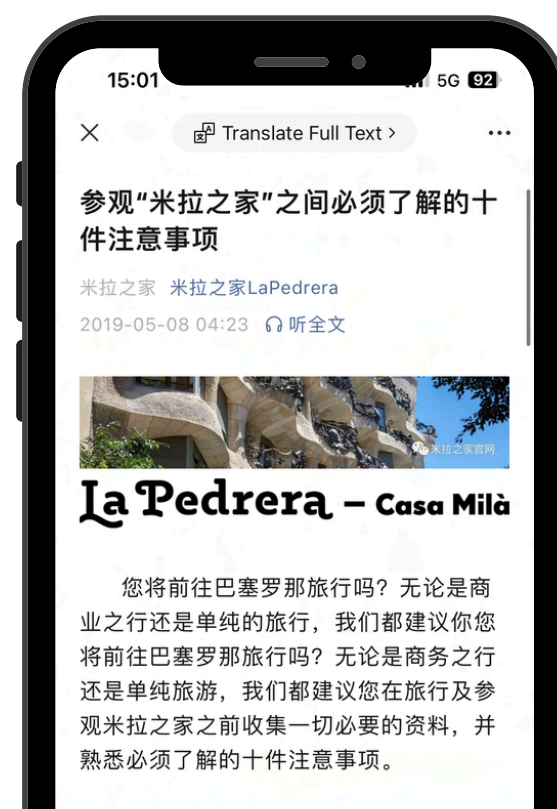 15:01
5G 92
Translate Full Text >
参观“米拉之家”之间必须了解的十
件注意事项
米拉之家 米拉之家LaPedrera
2019-05-08 04:23 听全文
米拉之家官网
La Pedrera – Casa Milà
您将前往巴塞罗那旅行吗？无论是商
业之行还是单纯的旅行，我们都建议你您
将前往巴塞罗那旅行吗？无论是商务之行
还是单纯旅游，我们都建议您在旅行及参
观米拉之家之前收集一切必要的资料，并
熟悉必须了解的十件注意事项。